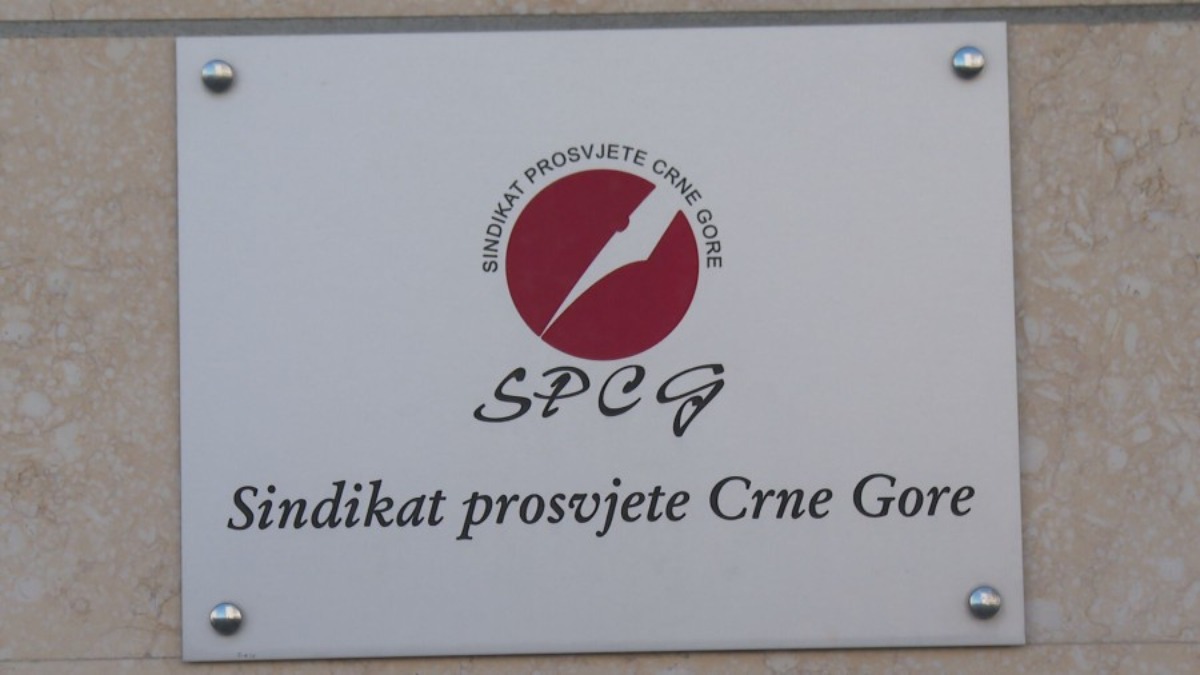 SINDIKAT PROSVJETE CRNE GORE
SPCG
Sindikat prosvjete Crne Gore